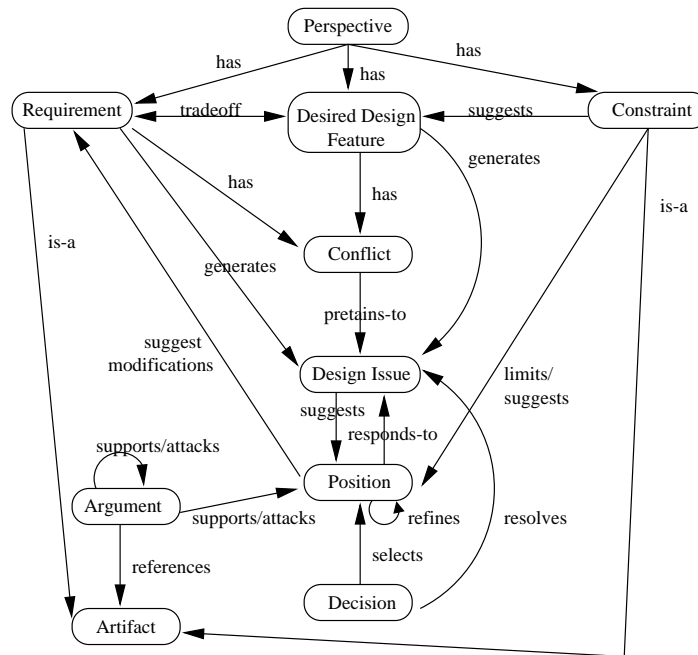 Perspective
has
has
has
Requirement
tradeoff
Desired Design
Feature
suggests
Constraint
generates
has
has
is-a
is-a
Conflict
generates
pretains-to
suggest
modifications
Design Issue
limits/
suggests
suggests
responds-to
supports/attacks
Position
Argument
supports/attacks
refines
resolves
selects
references
Decision
Artifact